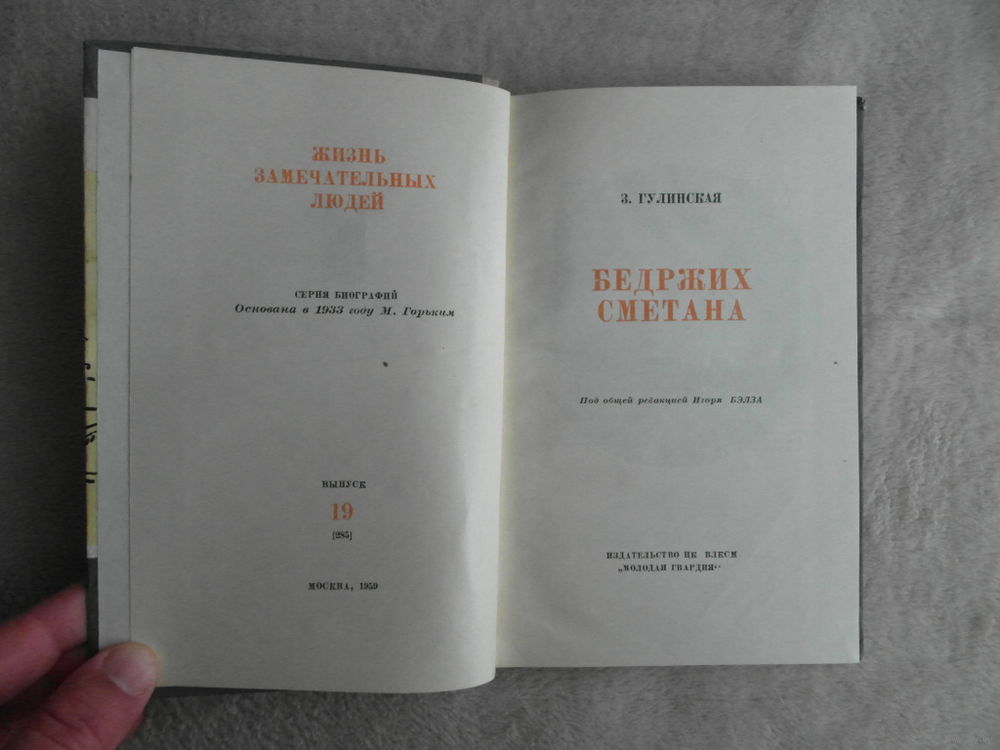 ЖИЗНЬ
ЗАМЕЧАТЕЛЬНЫХ
ЛЮДЕЙ
СЕРИЯ БИОГРАФИЙ
Основана в 1933 году М. Горьким
ВЫПУСК
19
[285]
МОСКВА, 1959
З. ГУЛИНСКАЯ
БЕДРЖИХ
СМЕТАНА
Под общей редакцией Игоря БЭЛЗА
ИЗДАТЕЛЬСТВО ЦК ВЛКСМ
„МОЛОДАЯ ГВАРДИЯ“